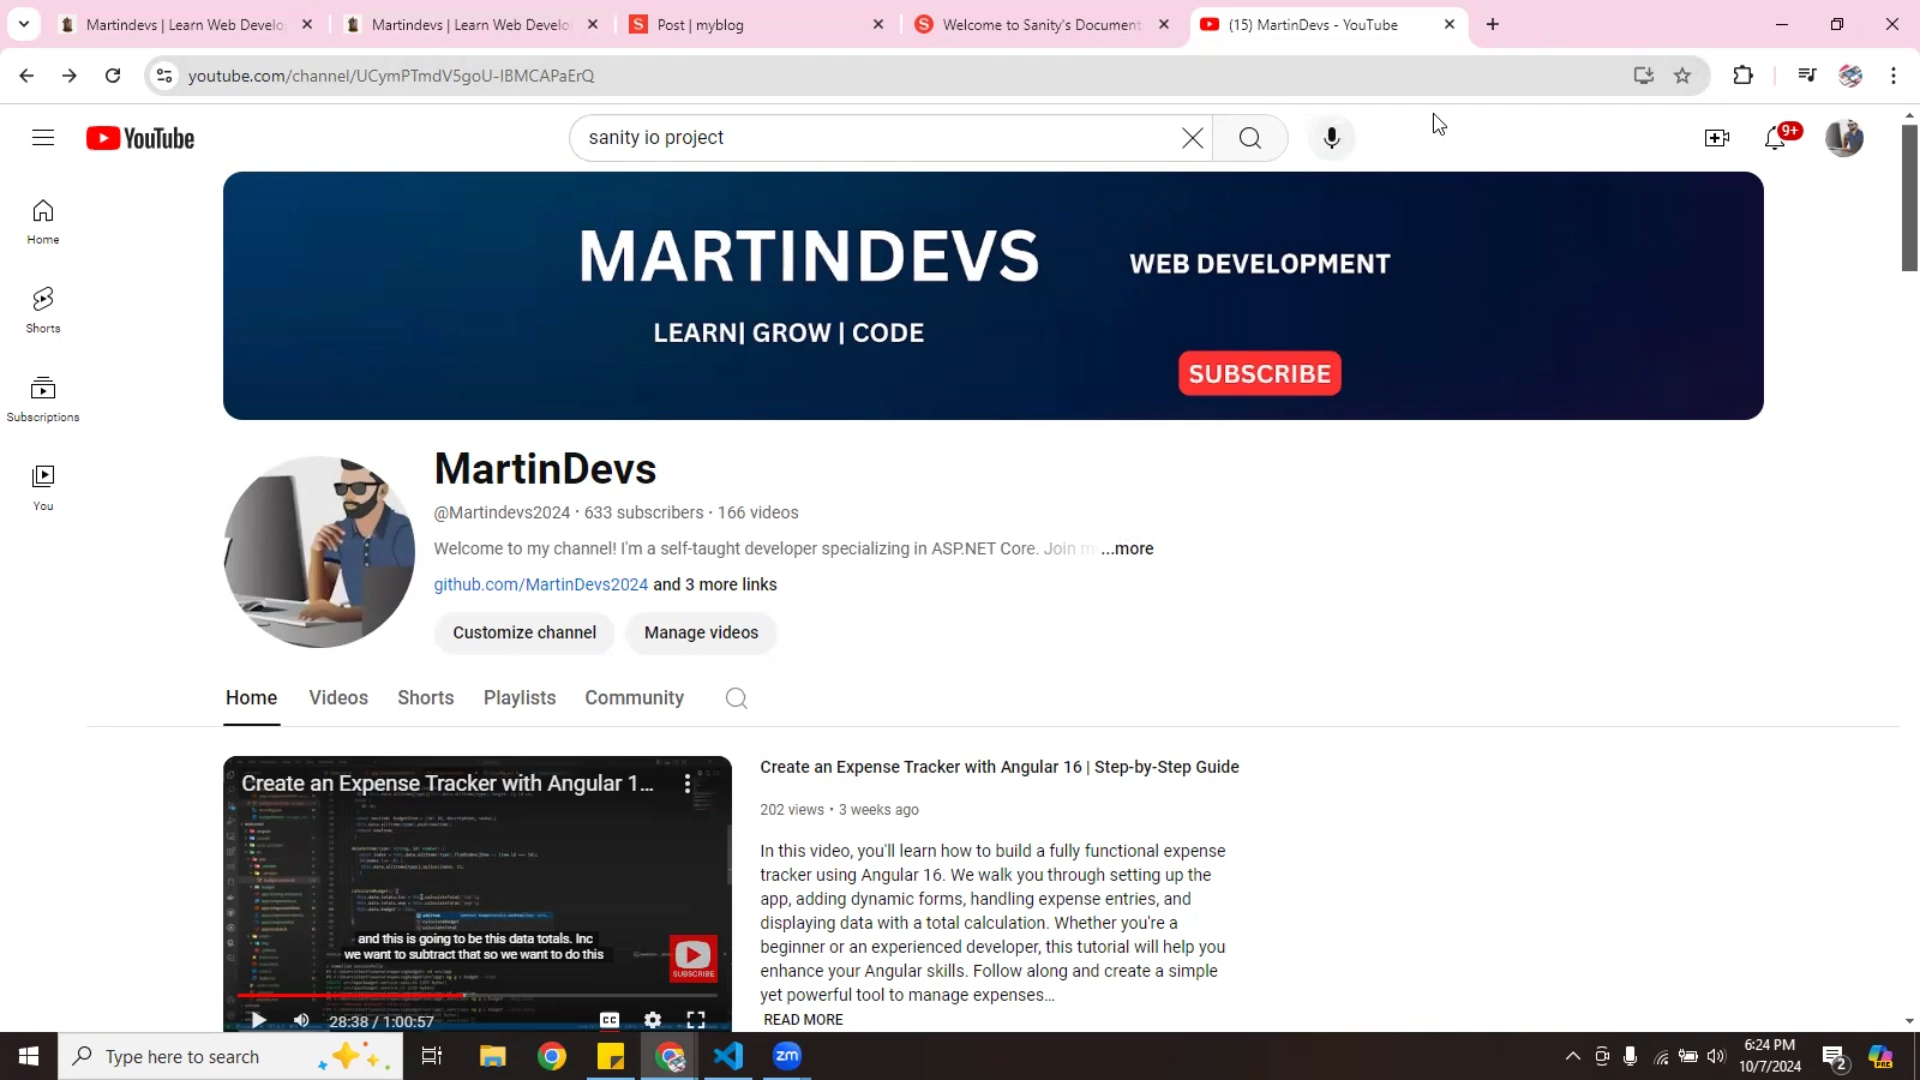 Martindevs | Learn Web Develo
Martindevs | Learn Web Develo
Post | myblog
Welcome to Sanity's Document
(15) MartinDevs - YouTube
youtube.com/channel/UCymPTmdV5goU-IBMCAPaErQ
YouTube
sanity io project
9+
Home
Shorts
Subscriptions
You
MARTINDEVS
WEB DEVELOPMENT
LEARN| GROW | CODE
SUBSCRIBE
MartinDevs
@Martindevs2024 • 633 subscribers • 166 videos
Welcome to my channel! I'm a self-taught developer specializing in ASP.NET Core. Join m ...more
github.com/MartinDevs2024 and 3 more links
Customize channel
Manage videos
Home
Videos
Shorts
Playlists
Community
Create an Expense Tracker with Angular 1...
and this is going to be this data totals. Inc
we want to subtract that so we want to do this
SUBSCRIBE
28:38 / 1:00:57
CC
Create an Expense Tracker with Angular 16 | Step-by-Step Guide
202 views • 3 weeks ago
In this video, you'll learn how to build a fully functional expense
tracker using Angular 16. We walk you through setting up the
app, adding dynamic forms, handling expense entries, and
displaying data with a total calculation. Whether you're a
beginner or an experienced developer, this tutorial will help you
enhance your Angular skills. Follow along and create a simple
yet powerful tool to manage expenses...
READ MORE
Type here to search
zm
6:24 PM
10/7/2024
2
PRE